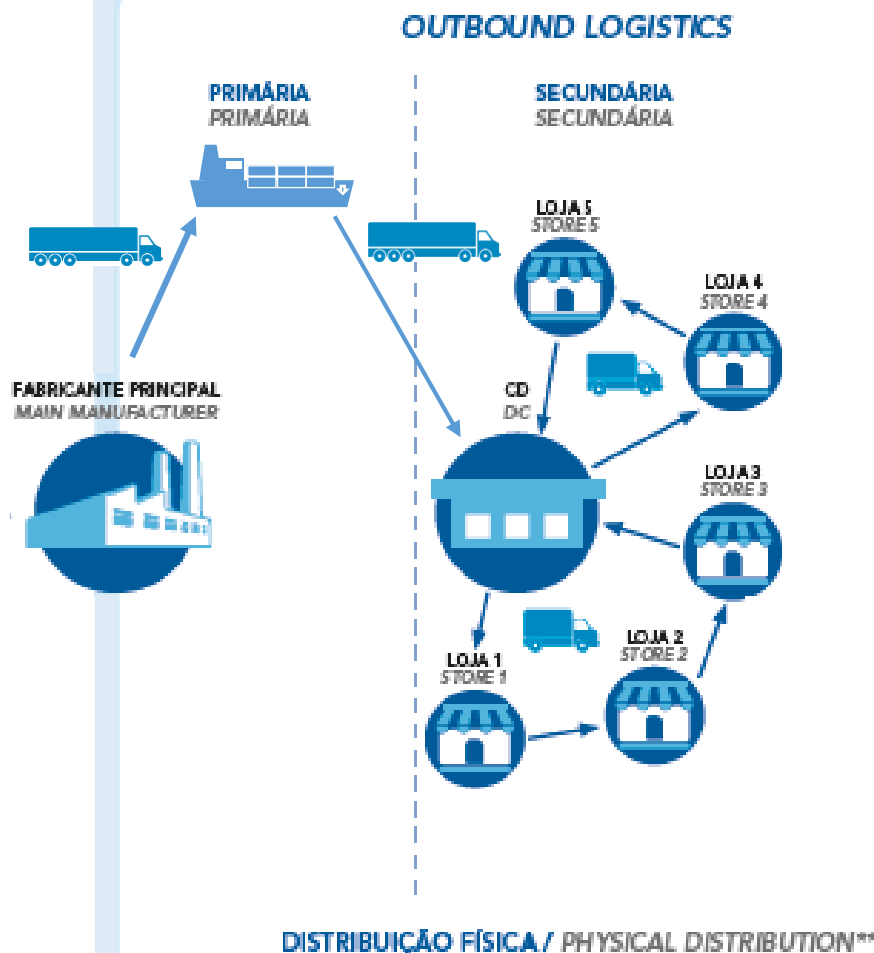 OUTBOUND LOGISTICS
PRIMÁRIA
PRIMÁRIA
SECUNDÁRIA
SECUNDÁRIA
LOJA 5
STORE 5
LOJA 4
STORE 4
FABRICANTE PRINCIPAL
MAIN MANUFACTURER
CD
DC
LOJA 3
STORE 3
LOJA 2
STORE 2
LOJA 1
STORE 1
DISTRIBUIÇÃO FÍSICA / PHYSICAL DISTRIBUTION**